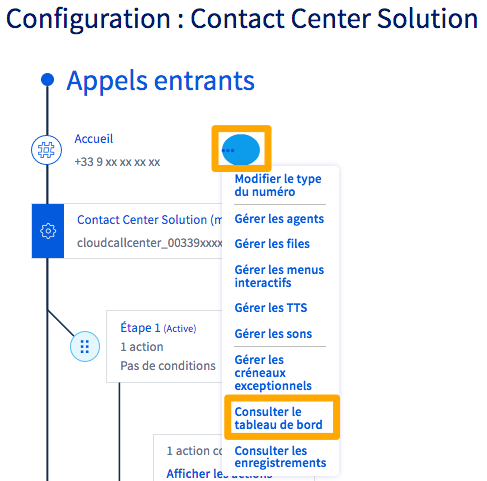 Configuration : Contact Center Solution
Appels entrants
Accueil
+33 9 xx xx xx xx
Modifier le type
du numéro
Contact Center Solution (m
cloudcallcenter_00339xxxx
Gérer les agents
Gérer les files
Gérer les menus
interactifs
Gérer les TTS
Gérer les sons
Étape 1 (Active)
1 action
Pas de conditions
Gérer les
créneaux
exceptionnels
Consulter le
tableau de bord
1 action co
Afficher les actions
Consulter les
enregistrements